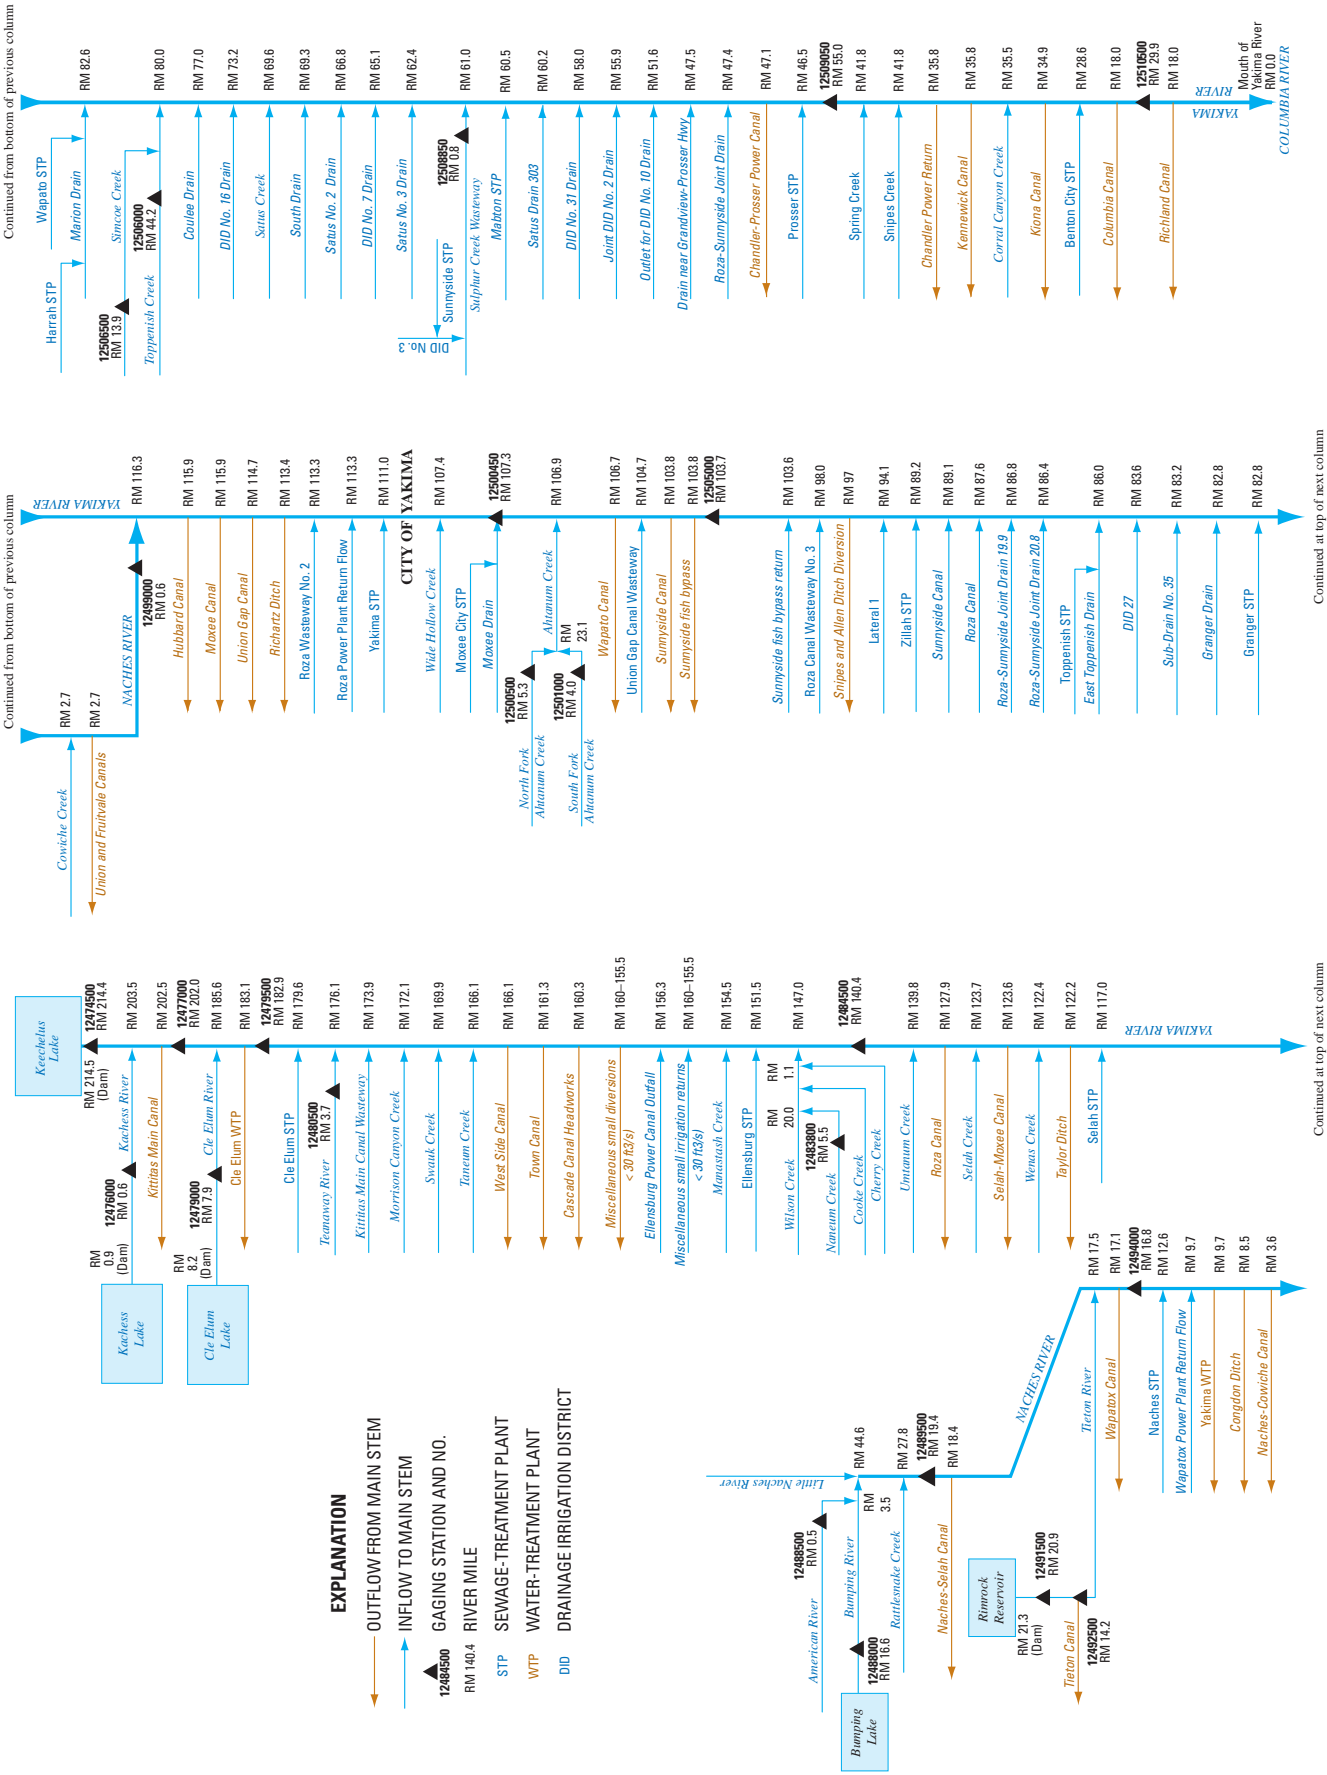 Keechelus
Lake
12474500
RM 214.4
RM 214.5
(Dam)
Kachess River
RM 203.5
12476000
RM 0.6
RM
0.9
(Dam)
Kachess
Lake
Kittitas Main Canal
RM 202.5
12477000
RM 202.0
Cle Elum River
RM 185.6
12479000
RM 7.9
RM
8.2
(Dam)
Cle Elum
Lake
Cle Elum WTP
RM 183.1
12479500
RM 182.9
Cle Elum STP
RM 179.6
12480500
RM 3.7
Teanaway River
RM 176.1
Kittitas Main Canal Wasteway
RM 173.9
Morrison Canyon Creek
RM 172.1
Swauk Creek
RM 169.9
Taneum Creek
RM 166.1
West Side Canal
RM 166.1
Town Canal
RM 161.3
Cascade Canal Headworks
RM 160.3
Miscellaneous small diversions
< 30 ft3/s)
RM 160–155.5
Ellensburg Power Canal Outfall
RM 156.3
Miscellaneous small irrigation returns
< 30 ft3/s)
RM 160–155.5
Manastash Creek
RM 154.5
Ellensburg STP
RM 151.5
Wilson Creek
RM 147.0
RM
20.0
RM
1.1
12483800
RM 5.5
Naneum Creek
Cooke Creek
Cherry Creek
12484500
RM 140.4
Umtanum Creek
RM 139.8
Roza Canal
RM 127.9
Selah Creek
RM 123.7
Selah-Moxee Canal
RM 123.6
Wenas Creek
RM 122.4
Taylor Ditch
RM 122.2
Selah STP
RM 117.0
YAKIMA RIVER
Continued at top of next column
EXPLANATION
OUTFLOW FROM MAIN STEM
INFLOW TO MAIN STEM
12484500
GAGING STATION AND NO.
RM 140.4
RIVER MILE
STP
SEWAGE-TREATMENT PLANT
WTP
WATER-TREATMENT PLANT
DID
DRAINAGE IRRIGATION DISTRICT
Little Naches River
12488500
RM 0.5
American River
RM
3.5
Bumping River
RM 44.6
12488000
RM 16.6
Bumping
Lake
Rattlesnake Creek
RM 27.8
12489500
RM 19.4
Naches-Selah Canal
RM 18.4
NACHES RIVER
Rimrock
Reservoir
RM 21.3
(Dam)
12491500
RM 20.9
Tieton Canal
12492500
RM 14.2
Tieton River
RM 17.5
Wapatox Canal
RM 17.1
12494000
RM 16.8
Naches STP
RM 12.6
Wapatox Power Plant Return Flow
RM 9.7
Yakima WTP
RM 9.7
Congdon Ditch
RM 8.5
Naches-Cowiche Canal
RM 3.6
Continued from bottom of previous column
Cowiche Creek
RM 2.7
Union and Fruitvale Canals
RM 2.7
NACHES RIVER
12499000
RM 0.6
YAKIMA RIVER
RM 116.3
Hubbard Canal
RM 115.9
Moxee Canal
RM 115.9
Union Gap Canal
RM 114.7
Richartz Ditch
RM 113.4
Roza Wasteway No. 2
RM 113.3
Roza Power Plant Return Flow
RM 113.3
Yakima STP
RM 111.0
CITY OF YAKIMA
Wide Hollow Creek
RM 107.4
Moxee City STP
Moxee Drain
12500450
RM 107.3
Ahtanum Creek
RM 106.9
12500500
RM 5.3
North Fork
Ahtanum Creek
RM
23.1
12501000
RM 4.0
South Fork
Ahtanum Creek
Wapato Canal
RM 106.7
Union Gap Canal Wasteway
RM 104.7
Sunnyside Canal
RM 103.8
Sunnyside fish bypass
RM 103.8
12505000
RM 103.7
Sunnyside fish bypass return
RM 103.6
Roza Canal Wasteway No. 3
RM 98.0
Snipes and Allen Ditch Diversion
RM 97
Lateral 1
RM 94.1
Zillah STP
RM 89.2
Sunnyside Canal
RM 89.1
Roza Canal
RM 87.6
Roza-Sunnyside Joint Drain 19.9
RM 86.8
Roza-Sunnyside Joint Drain 20.8
RM 86.4
Toppenish STP
East Toppenish Drain
RM 86.0
DID 27
RM 83.6
Sub-Drain No. 35
RM 83.2
Granger Drain
RM 82.8
Granger STP
RM 82.8
Continued at top of next column
Continued from bottom of previous column
Wapato STP
Harrah STP
Marion Drain
RM 82.6
Simcoe Creek
12506500
RM 13.9
12506000
RM 44.2
Toppenish Creek
RM 80.0
Coulee Drain
RM 77.0
DID No. 16 Drain
RM 73.2
Satus Creek
RM 69.6
South Drain
RM 69.3
Satus No. 2 Drain
RM 66.8
DID No. 7 Drain
RM 65.1
Satus No. 3 Drain
RM 62.4
DID No. 3
Sunnyside STP
12508850
RM 0.8
Sulphur Creek Wasteway
RM 61.0
Mabton STP
RM 60.5
Satus Drain 303
RM 60.2
DID No. 31 Drain
RM 58.0
Joint DID No. 2 Drain
RM 55.9
Outlet for DID No. 10 Drain
RM 51.6
Drain near Grandview-Prosser Hwy
RM 47.5
Roza-Sunnyside Joint Drain
RM 47.4
Chandler-Prosser Power Canal
RM 47.1
Prosser STP
RM 46.5
12509050
RM 55.0
Spring Creek
RM 41.8
Snipes Creek
RM 41.8
Chandler Power Return
RM 35.8
Kennewick Canal
RM 35.8
Corral Canyon Creek
RM 35.5
Kiona Canal
RM 34.9
Benton City STP
RM 28.6
Columbia Canal
RM 18.0
12510500
RM 29.9
Richland Canal
RM 18.0
YAKIMA
RIVER
Mouth of
Yakima River
RM 0.0
COLUMBIA RIVER